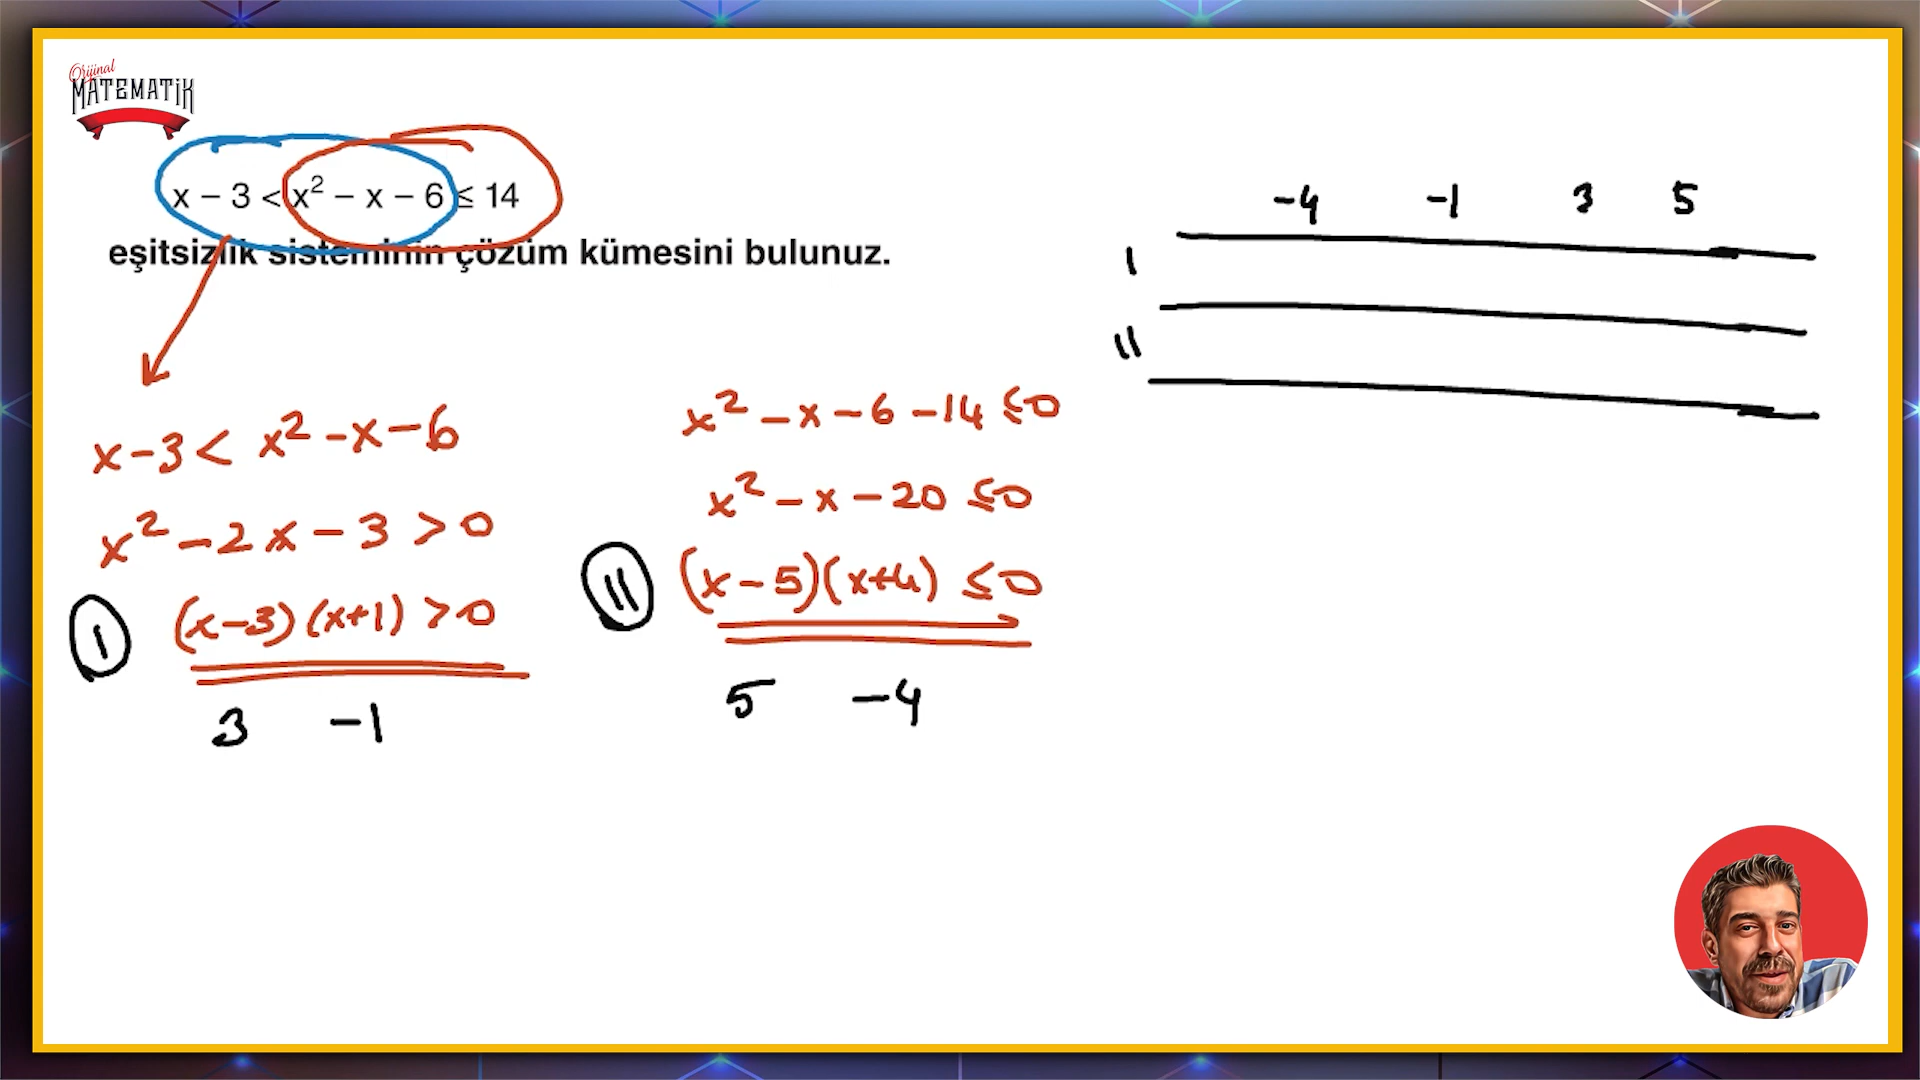 Orijinal
MATEMATİK
x – 3 < x² – x – 6 ≤ 14
eşitsizlik sisteminin çözüm kümesini bulunuz.
x-3 < x² -x-6
x² -2x-3 >0
I (x-3)(x+1) >0
3 -1
x² -x-6-14 ≤0
x² -x-20 ≤0
II (x-5)(x+4) ≤0
5 -4
-4 -1 3 5
I
II